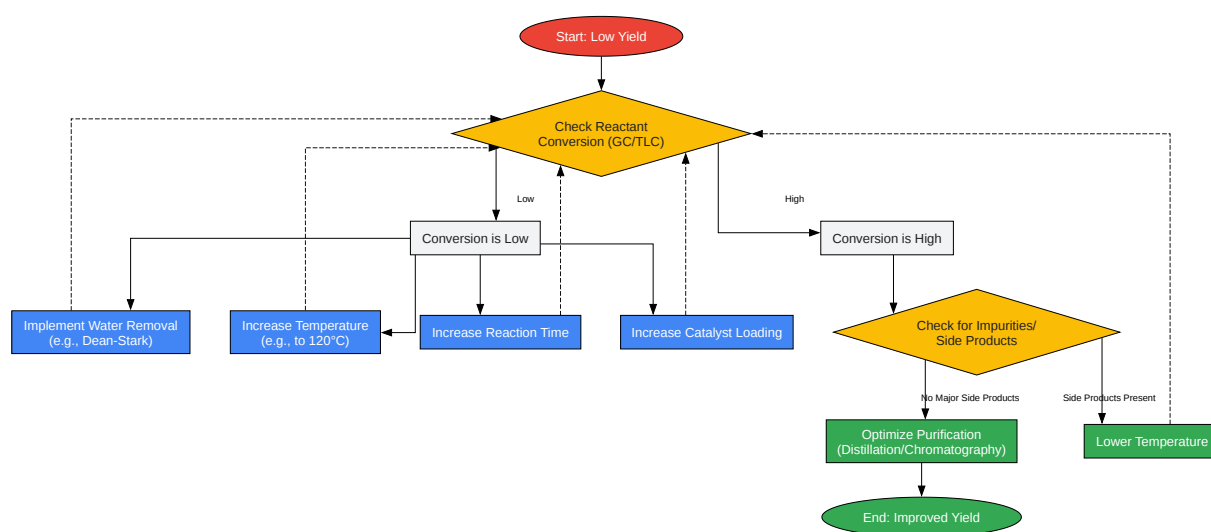 Start: Low Yield
Check Reactant
Conversion (GC/TLC)
Low
High
Conversion is Low
Conversion is High
Implement Water Removal
(e.g., Dean-Stark)
Increase Temperature
(e.g., to 120°C)
Increase Reaction Time
Increase Catalyst Loading
Check for Impurities/
Side Products
No Major Side Products
Side Products Present
Optimize Purification
(Distillation/Chromatography)
Lower Temperature
End: Improved Yield